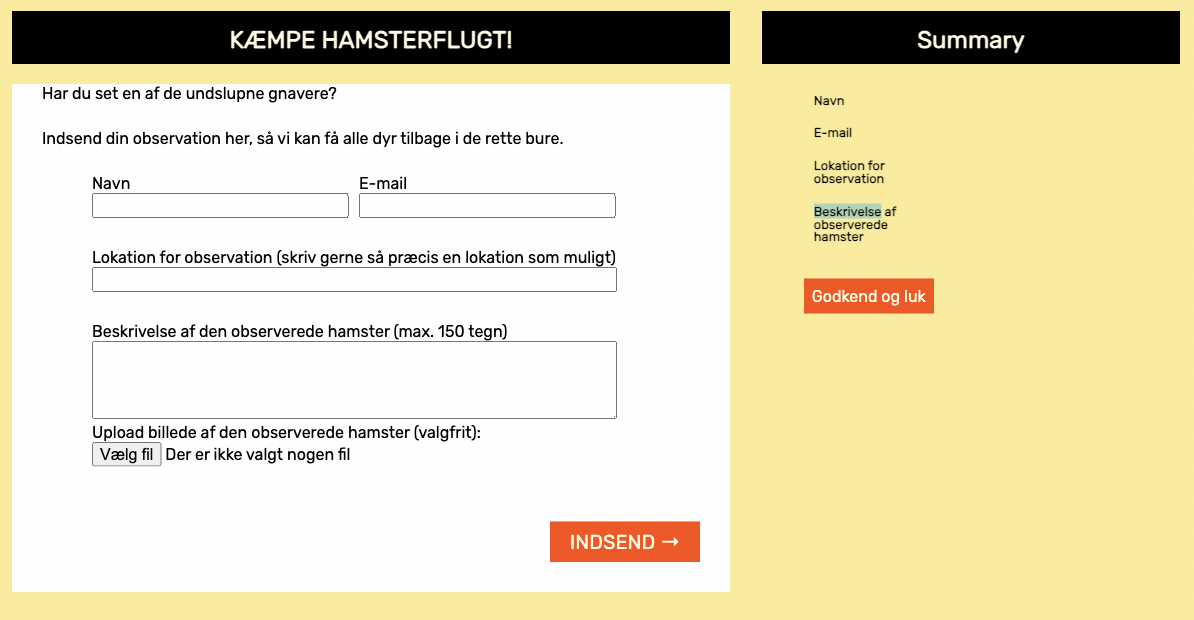 KÆMPE HAMSTERFLUGT!
Har du set en af de undslupne gnavere?
Indsend din observation her, så vi kan få alle dyr tilbage i de rette bure.
Navn
E-mail
Lokation for observation (skriv gerne så præcis en lokation som muligt)
Beskrivelse af den observerede hamster (max. 150 tegn)
Upload billede af den observerede hamster (valgfrit):
Vælg fil Der er ikke valgt nogen fil
INDSEND →
Summary
Navn
E-mail
Lokation for
observation
Beskrivelse af
observerede
hamster
Godkend og luk